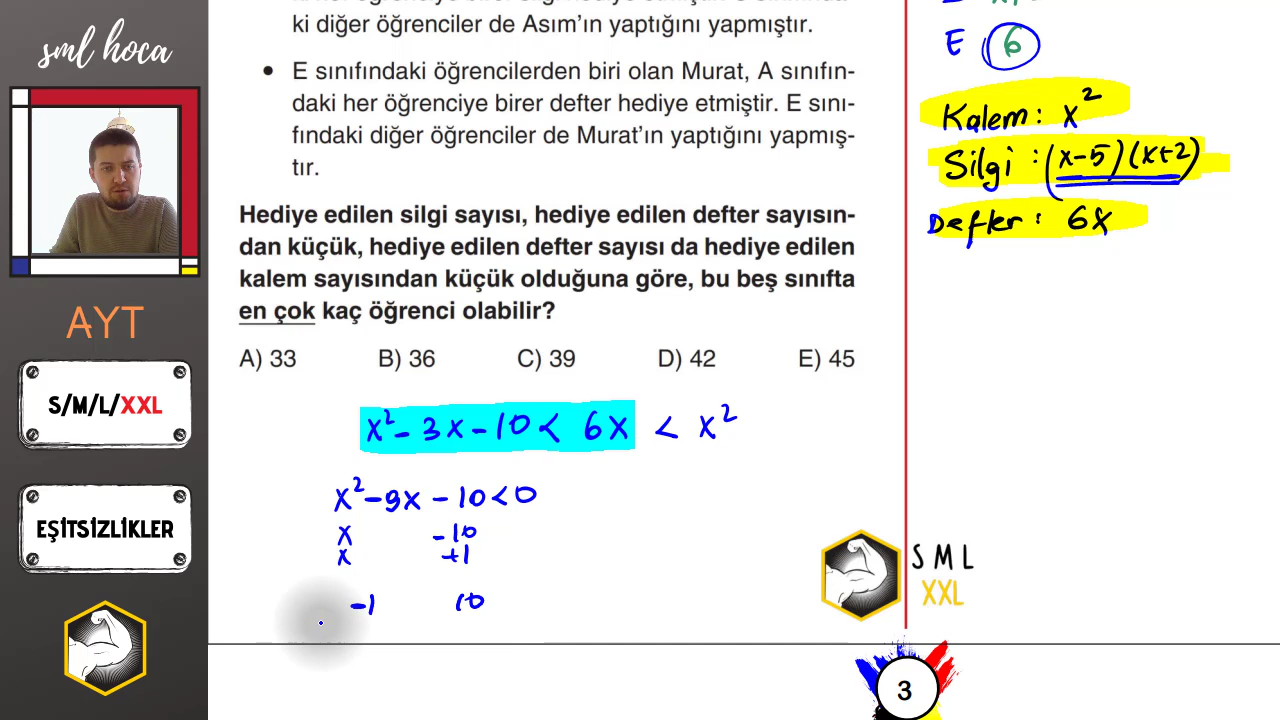 sml hoca
AYT
S/M/L/XXL
EŞİTSİZLİKLER
ki diğer öğrenciler de Asım'ın yaptığını yapmıştır.
• E sınıfındaki öğrencilerden biri olan Murat, A sınıfın-
daki her öğrenciye birer defter hediye etmiştir. E sını-
fındaki diğer öğrenciler de Murat'ın yaptığını yapmış-
tır.
Hediye edilen silgi sayısı, hediye edilen defter sayısın-
dan küçük, hediye edilen defter sayısı da hediye edilen
kalem sayısından küçük olduğuna göre, bu beş sınıfta
en çok kaç öğrenci olabilir?
A) 33 B) 36 C) 39 D) 42 E) 45
x² - 3x - 10 < 6x < x²
x² - 9x - 10 < 0
x -10
x +1
-1 10
E 6
Kalem: x²
Silgi : (x-5)(x+2)
Defter: 6x
SML
XXL
3